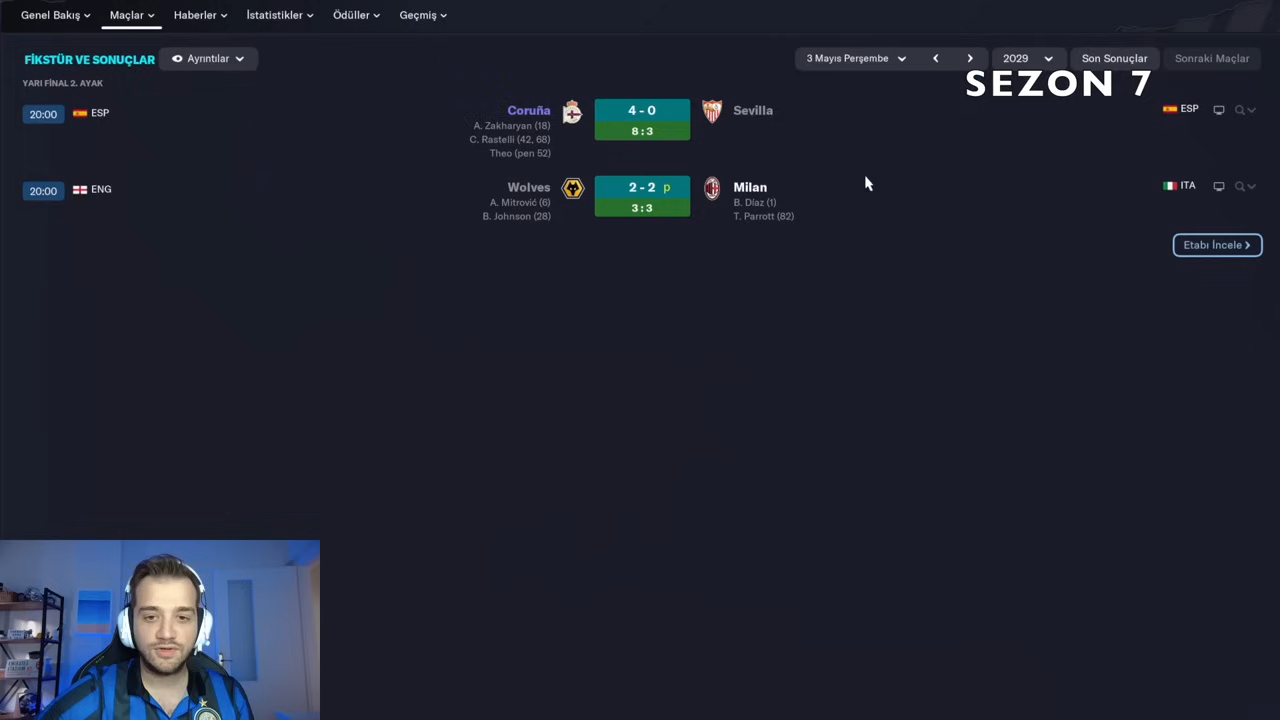 Genel Bakış Maçlar Haberler İstatistikler Ödüller Geçmiş
FİKSTÜR VE SONUÇLAR Ayrıntılar 3 Mayıs Perşembe 2029 Son Sonuçlar Sonraki Maçlar
SEZON 7
YARI FİNAL 2. AYAK
20:00 ESP Coruña 4 - 0 Sevilla ESP
A. Zakharyan (18) 8 : 3
C. Rastelli (42, 68)
Theo (pen 52)
20:00 ENG Wolves 2 - 2 p Milan ITA
A. Mitrović (6) 3 : 3 B. Díaz (1)
B. Johnson (28) T. Parrott (82)
Etabı İncele